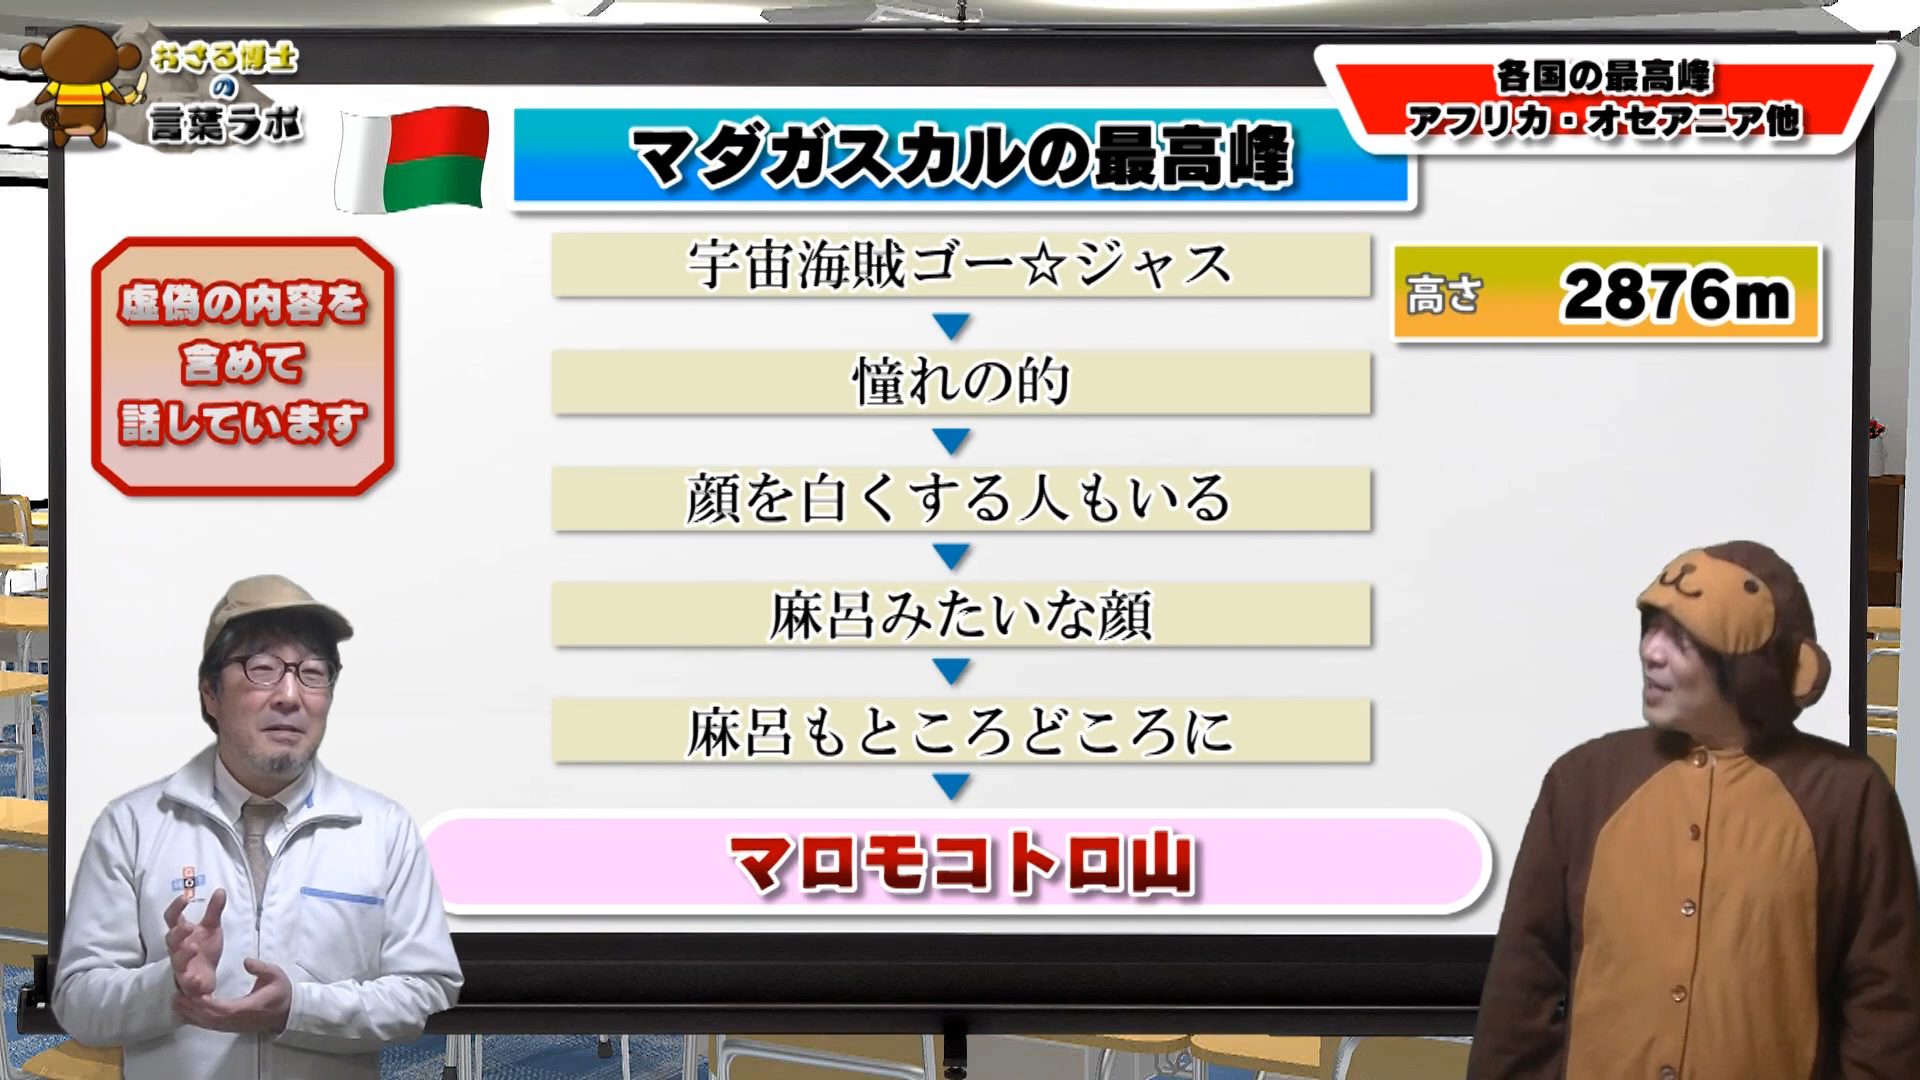 おさる博士
の
言葉ラボ
各国の最高峰
アフリカ・オセアニア他
マダガスカルの最高峰
虚偽の内容を
含めて
話しています
高さ 2876m
宇宙海賊ゴー☆ジャス
憧れの的
顔を白くする人もいる
麻呂みたいな顔
麻呂もところどころに
マロモコトロ山